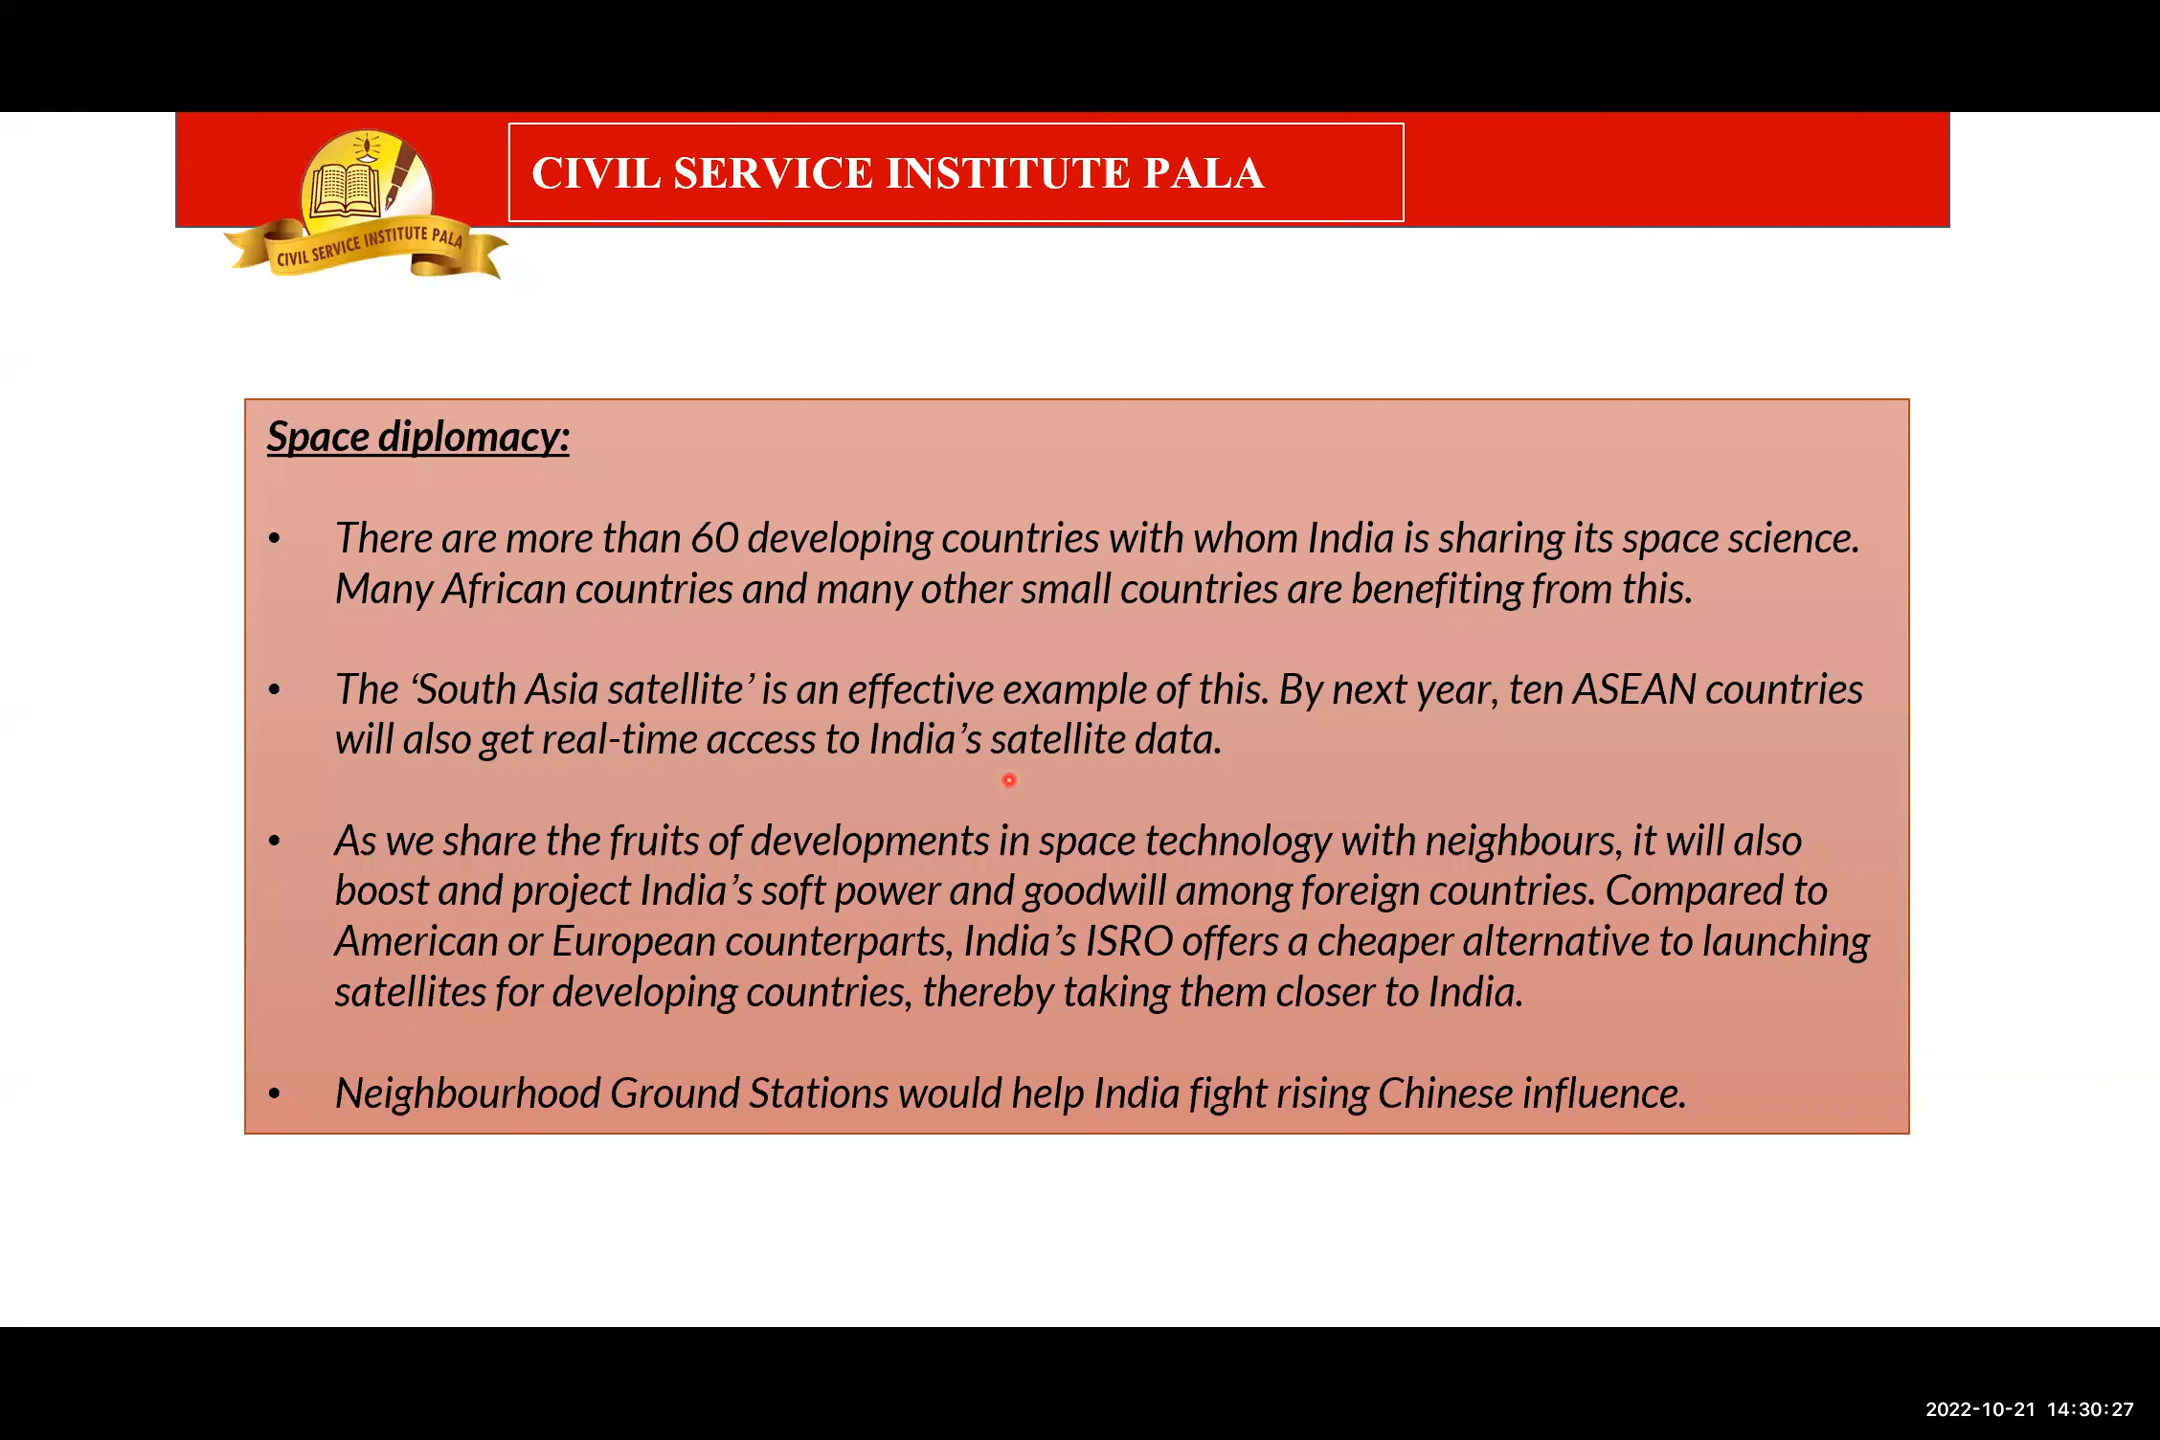 CIVIL SERVICE INSTITUTE PALA
CIVIL SERVICE INSTITUTE PALA
Space diplomacy:
• There are more than 60 developing countries with whom India is sharing its space science.
Many African countries and many other small countries are benefiting from this.
• The ‘South Asia satellite’ is an effective example of this. By next year, ten ASEAN countries
will also get real-time access to India’s satellite data.
• As we share the fruits of developments in space technology with neighbours, it will also
boost and project India’s soft power and goodwill among foreign countries. Compared to
American or European counterparts, India’s ISRO offers a cheaper alternative to launching
satellites for developing countries, thereby taking them closer to India.
• Neighbourhood Ground Stations would help India fight rising Chinese influence.
2022-10-21 14:30:27